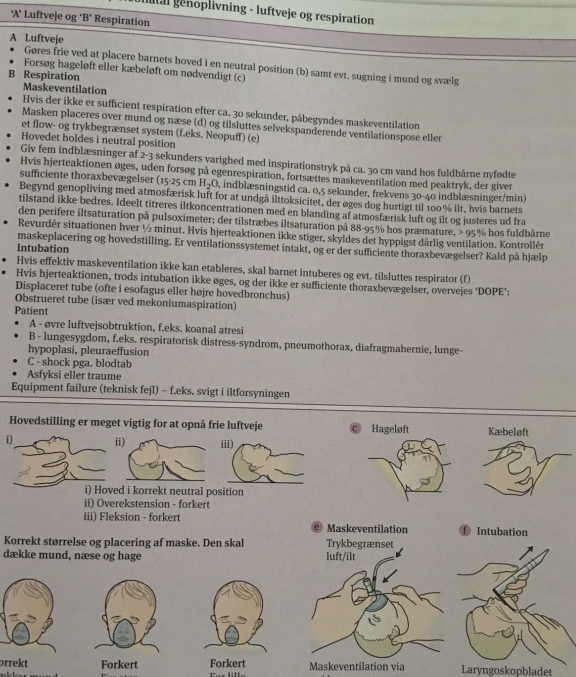 genoplivning - luftveje og respiration
'A' Luftveje og 'B' Respiration
A Luftveje
• Gøres frie ved at placere barnets hoved i en neutral position (b) samt evt. sugning i mund og svælg
• Forsøg hageløft eller kæbeløft om nødvendigt (c)
B Respiration
Maskeventilation
• Hvis der ikke er sufficient respiration efter ca. 30 sekunder, påbegyndes maskeventilation
• Masken placeres over mund og næse (d) og tilsluttes selvekspanderende ventilationspose eller
et flow- og trykbegrænset system (f.eks. Neopuff) (e)
• Hovedet holdes i neutral position
• Giv fem indblæsninger af 2-3 sekunders varighed med inspirationstryk på ca. 30 cm vand hos fuldbårne nyfødte
• Hvis hjerteaktionen øges, uden forsøg på egenrespiration, fortsættes maskeventilation med peaktryk, der giver
sufficiente thoraxbevægelser (15-25 cm H₂O, indblæsningstid ca. 0,5 sekunder, frekvens 30-40 indblæsninger/min)
• Begynd genopliving med atmosfærisk luft for at undgå ilttoksicitet, der øges dog hurtigt til 100% ilt, hvis barnets
tilstand ikke bedres. Ideelt titreres iltkoncentrationen med en blanding af atmosfærisk luft og ilt og justeres ud fra
den perifere iltsaturation på pulsoximeter; der tilstræbes iltsaturation på 88-95% hos præmature, > 95% hos fuldbårne
• Revurdér situationen hver ½ minut. Hvis hjerteaktionen ikke stiger, skyldes det hyppigst dårlig ventilation. Kontrollér
maskeplacering og hovedstilling. Er ventilationssystemet intakt, og er der sufficiente thoraxbevægelser? Kald på hjælp
Intubation
• Hvis effektiv maskeventilation ikke kan etableres, skal barnet intuberes og evt. tilsluttes respirator (f)
• Hvis hjerteaktionen, trods intubation ikke øges, og der ikke er sufficiente thoraxbevægelser, overvejes 'DOPE':
Displaceret tube (ofte i esofagus eller højre hovedbronchus)
Obstrueret tube (især ved mekoniumaspiration)
Patient
• A - øvre luftvejsobtruktion, f.eks. koanal atresi
• B - lungesygdom, f.eks. respiratorisk distress-syndrom, pneumothorax, diafragmahernie, lunge-
hypoplasi, pleuraeffusion
• C - shock pga. blodtab
• Asfyksi eller traume
Equipment failure (teknisk fejl) – f.eks. svigt i iltforsyningen
Hovedstilling er meget vigtig for at opnå frie luftveje
c Hageløft
Kæbeløft
i)
ii)
iii)
i) Hoved i korrekt neutral position
ii) Overekstension - forkert
iii) Fleksion - forkert
Korrekt størrelse og placering af maske. Den skal
dække mund, næse og hage
e Maskeventilation
Trykbegrænset
luft/ilt
f Intubation
Forkert
Forkert
Maskeventilation via
Laryngoskopbladet